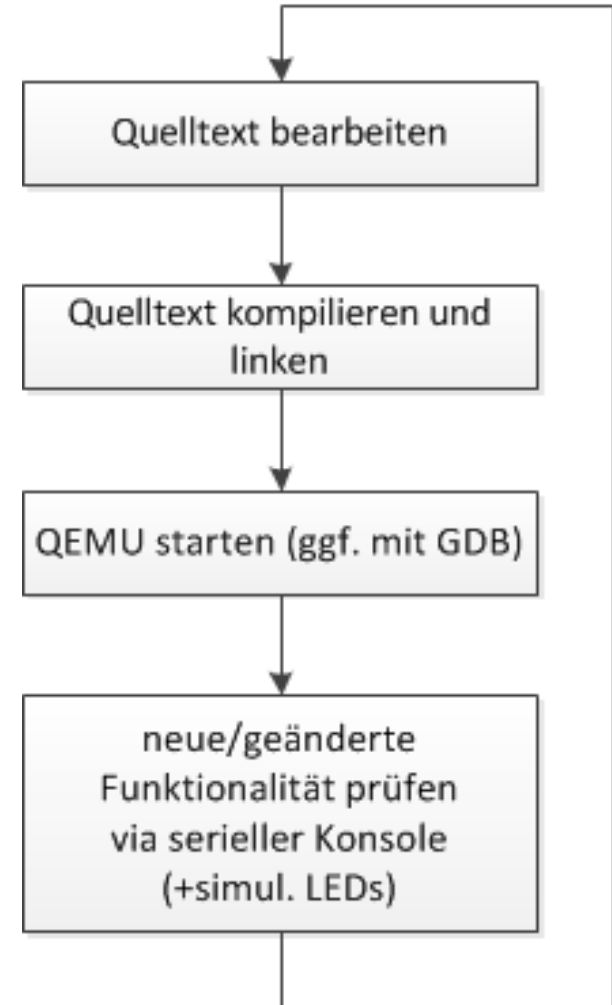 Quelltext bearbeiten
Quelltext kompilieren und
linken
QEMU starten (ggf. mit GDB)
neue/geänderte
Funktionalität prüfen
via serieller Konsole
(+simul. LEDs)